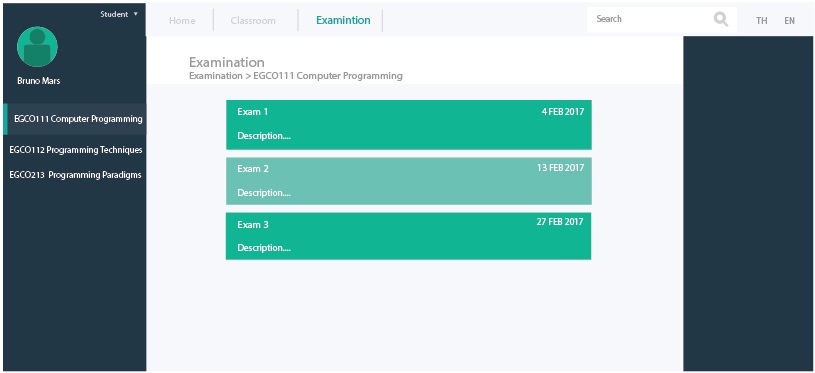 Student ▼
Bruno Mars
EGCO111 Computer Programming
EGCO112 Programming Techniques
EGCO213 Programming Paradigms
Home
Classroom
Examintion
Search
TH
EN
Examination
Examination > EGCO111 Computer Programming
Exam 1
4 FEB 2017
Description....
Exam 2
13 FEB 2017
Description....
Exam 3
27 FEB 2017
Description....